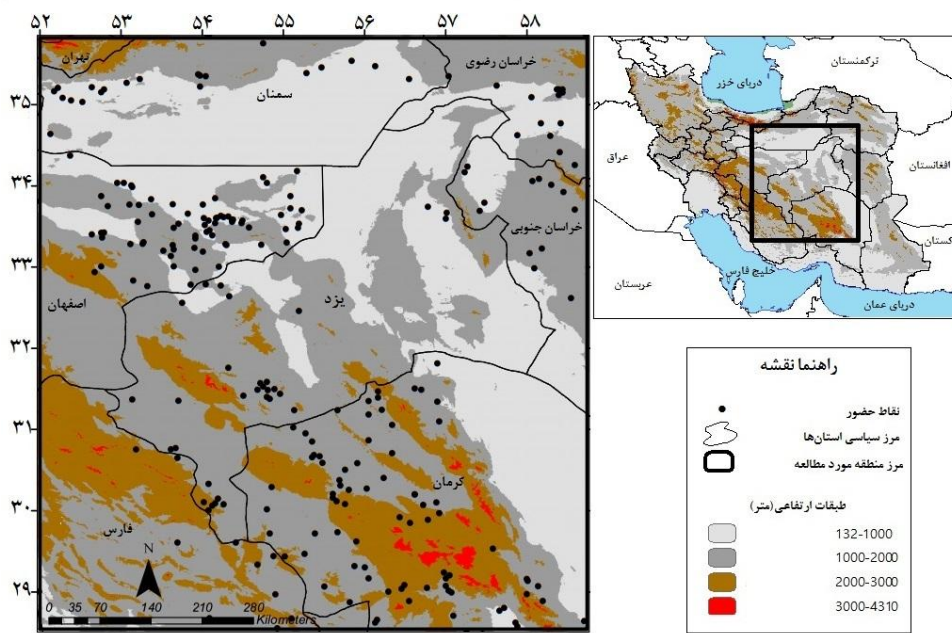 ۵۲ ۵۳ ۵۴ ۵۵ ۵۶ ۵۷ ۵۸
تهران
خراسان رضوی
سمنان
۳۵
۳۴
خراسان جنوبی
۳۳
اصفهان
یزد
۳۲
۳۱
کرمان
30
فارس
N
29
0 35 70 140 210 280
Kilometers
ترکمنستان
دریای خزر
عراق
افغانستان
کستان
خلیج فارس
عربستان
دریای عمان
راهنما نقشه
نقاط حضور
مرز سیاسی استان‌ها
مرز منطقه مورد مطالعه
طبقات ارتفاعی(متر)
132-1000
1000-2000
2000-3000
3000-4310